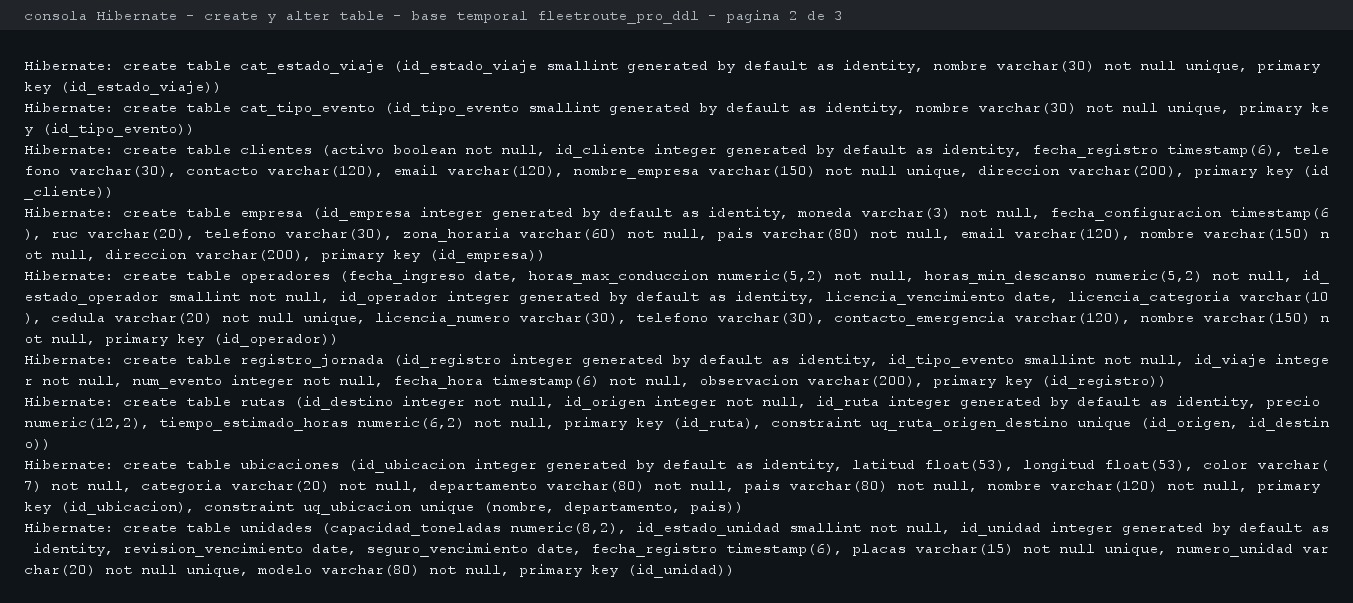 consola Hibernate - create y alter table - base temporal fleetroute_pro_ddl - pagina 2 de 3
Hibernate: create table cat_estado_viaje (id_estado_viaje smallint generated by default as identity, nombre varchar(30) not null unique, primary
key (id_estado_viaje))
Hibernate: create table cat_tipo_evento (id_tipo_evento smallint generated by default as identity, nombre varchar(30) not null unique, primary ke
y (id_tipo_evento))
Hibernate: create table clientes (activo boolean not null, id_cliente integer generated by default as identity, fecha_registro timestamp(6), tele
fono varchar(30), contacto varchar(120), email varchar(120), nombre_empresa varchar(150) not null unique, direccion varchar(200), primary key (id
_cliente))
Hibernate: create table empresa (id_empresa integer generated by default as identity, moneda varchar(3) not null, fecha_configuracion timestamp(6
), ruc varchar(20), telefono varchar(30), zona_horaria varchar(60) not null, pais varchar(80) not null, email varchar(120), nombre varchar(150) n
ot null, direccion varchar(200), primary key (id_empresa))
Hibernate: create table operadores (fecha_ingreso date, horas_max_conduccion numeric(5,2) not null, horas_min_descanso numeric(5,2) not null, id_
estado_operador smallint not null, id_operador integer generated by default as identity, licencia_vencimiento date, licencia_categoria varchar(10
), cedula varchar(20) not null unique, licencia_numero varchar(30), telefono varchar(30), contacto_emergencia varchar(120), nombre varchar(150) n
ot null, primary key (id_operador))
Hibernate: create table registro_jornada (id_registro integer generated by default as identity, id_tipo_evento smallint not null, id_viaje intege
r not null, num_evento integer not null, fecha_hora timestamp(6) not null, observacion varchar(200), primary key (id_registro))
Hibernate: create table rutas (id_destino integer not null, id_origen integer not null, id_ruta integer generated by default as identity, precio
numeric(12,2), tiempo_estimado_horas numeric(6,2) not null, primary key (id_ruta), constraint uq_ruta_origen_destino unique (id_origen, id_destin
o))
Hibernate: create table ubicaciones (id_ubicacion integer generated by default as identity, latitud float(53), longitud float(53), color varchar(
7) not null, categoria varchar(20) not null, departamento varchar(80) not null, pais varchar(80) not null, nombre varchar(120) not null, primary
key (id_ubicacion), constraint uq_ubicacion unique (nombre, departamento, pais))
Hibernate: create table unidades (capacidad_toneladas numeric(8,2), id_estado_unidad smallint not null, id_unidad integer generated by default as
 identity, revision_vencimiento date, seguro_vencimiento date, fecha_registro timestamp(6), placas varchar(15) not null unique, numero_unidad var
char(20) not null unique, modelo varchar(80) not null, primary key (id_unidad))